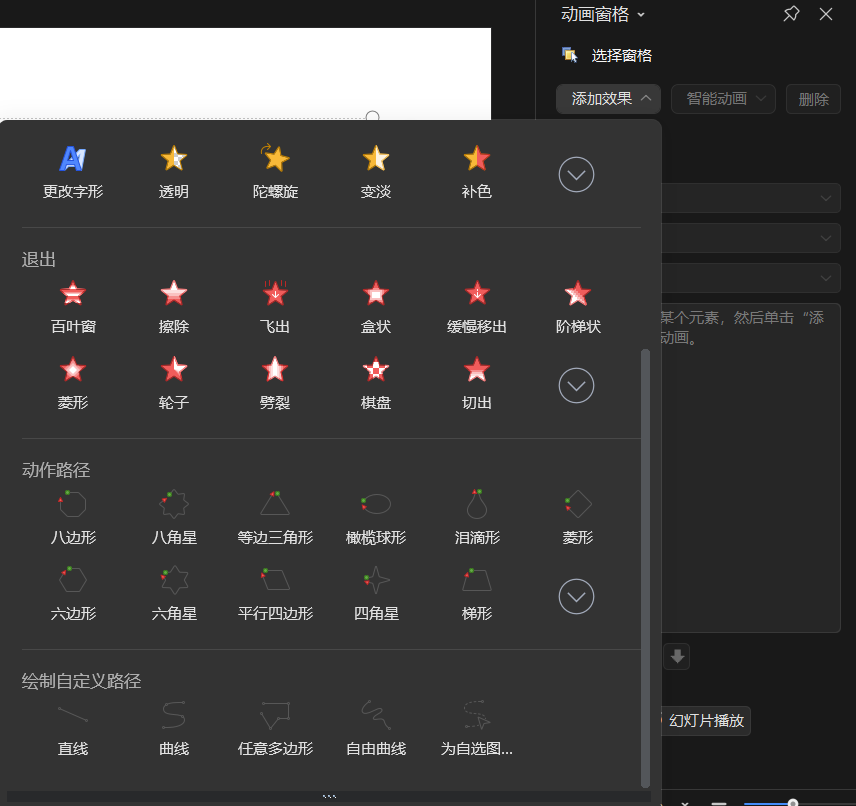 动画窗格
选择窗格
添加效果 智能动画 删除
更改字形 透明 陀螺旋 变淡 补色
退出
百叶窗 擦除 飞出 盒状 缓慢移出 阶梯状
菱形 轮子 劈裂 棋盘 切出
某个元素，然后单击“添
动画。
动作路径
八边形 八角星 等边三角形 橄榄球形 泪滴形 菱形
六边形 六角星 平行四边形 四角星 梯形
绘制自定义路径
直线 曲线 任意多边形 自由曲线 为自选图...
幻灯片播放